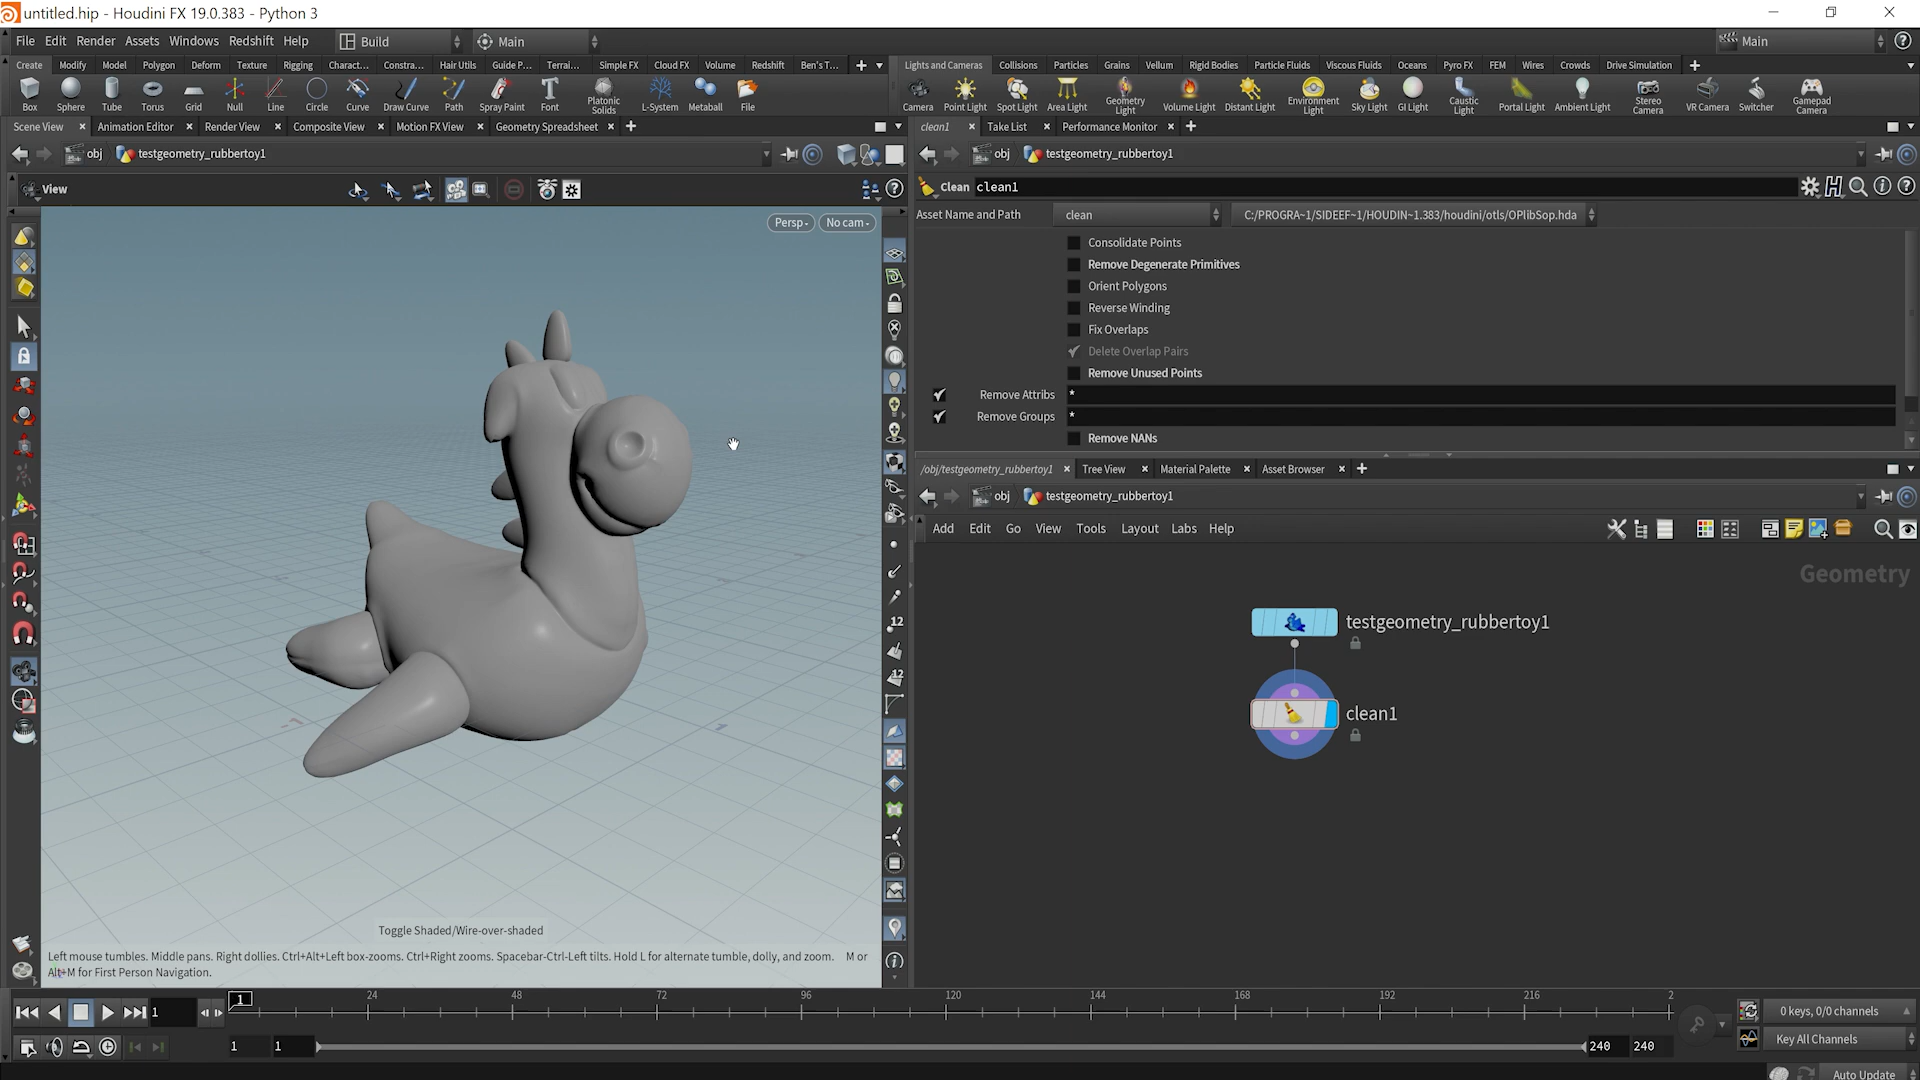 untitled.hip - Houdini FX 19.0.383 - Python 3
File Edit Render Assets Windows Redshift Help Build Main Main
Create Modify Model Polygon Deform Texture Rigging Charact... Constra... Hair Utils Guide P... Terrai... Simple FX Cloud FX Volume Redshift Ben's T...
Lights and Cameras Collisions Particles Grains Vellum Rigid Bodies Particle Fluids Viscous Fluids Oceans Pyro FX FEM Wires Crowds Drive Simulation
Box Sphere Tube Torus Grid Null Line Circle Curve Draw Curve Path Spray Paint Font Platonic Solids L-System Metaball File
Camera Point Light Spot Light Area Light Geometry Light Volume Light Distant Light Environment Light Sky Light GI Light Caustic Light Portal Light Ambient Light Stereo Camera VR Camera Switcher Gamepad Camera
Scene View Animation Editor Render View Composite View Motion FX View Geometry Spreadsheet
clean1 Take List Performance Monitor
obj testgeometry_rubbertoy1
obj testgeometry_rubbertoy1
View
Clean clean1
Asset Name and Path clean C:/PROGRA~1/SIDEEF~1/HOUDIN~1.383/houdini/otls/OPlibSop.hda
Persp No cam
Consolidate Points
Remove Degenerate Primitives
Orient Polygons
Reverse Winding
Fix Overlaps
Delete Overlap Pairs
Remove Unused Points
Remove Attribs *
Remove Groups *
Remove NANs
/obj/testgeometry_rubbertoy1 Tree View Material Palette Asset Browser
obj testgeometry_rubbertoy1
Add Edit Go View Tools Layout Labs Help
Geometry
testgeometry_rubbertoy1
clean1
12
12
Toggle Shaded/Wire-over-shaded
Left mouse tumbles. Middle pans. Right dollies. Ctrl+Alt+Left box-zooms. Ctrl+Right zooms. Spacebar-Ctrl-Left tilts. Hold L for alternate tumble, dolly, and zoom. M or
Alt+M for First Person Navigation.
1 1 24 48 72 96 120 144 168 192 216 2
0 keys, 0/0 channels
1 1 240 240 Key All Channels
Auto Update